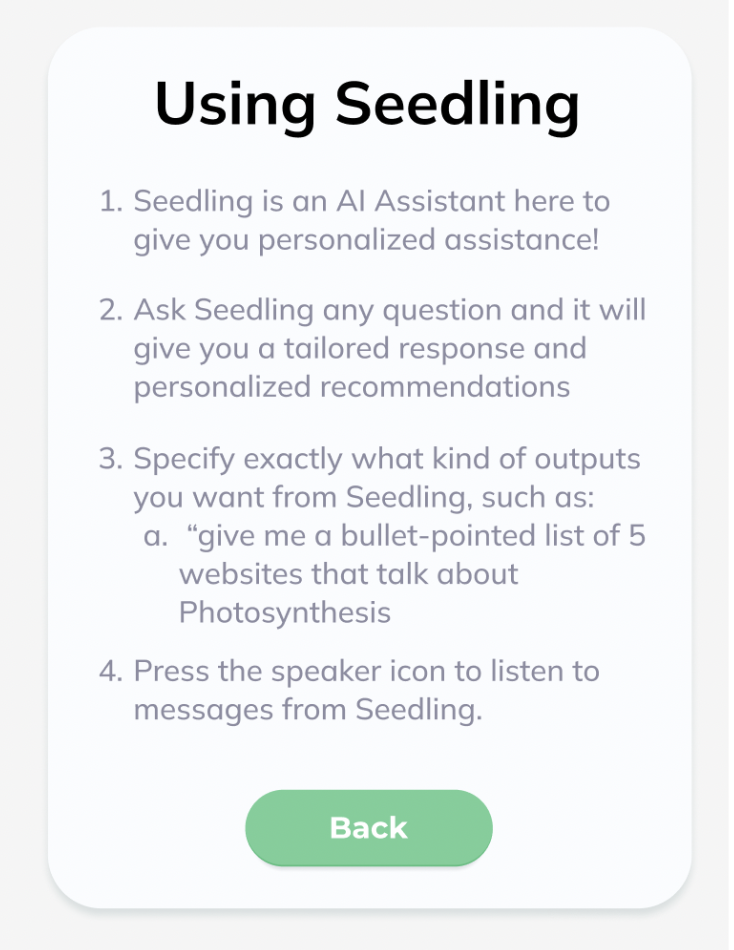 Using Seedling
1. Seedling is an AI Assistant here to
give you personalized assistance!
2. Ask Seedling any question and it will
give you a tailored response and
personalized recommendations
3. Specify exactly what kind of outputs
you want from Seedling, such as:
a. “give me a bullet-pointed list of 5
websites that talk about
Photosynthesis
4. Press the speaker icon to listen to
messages from Seedling.
Back